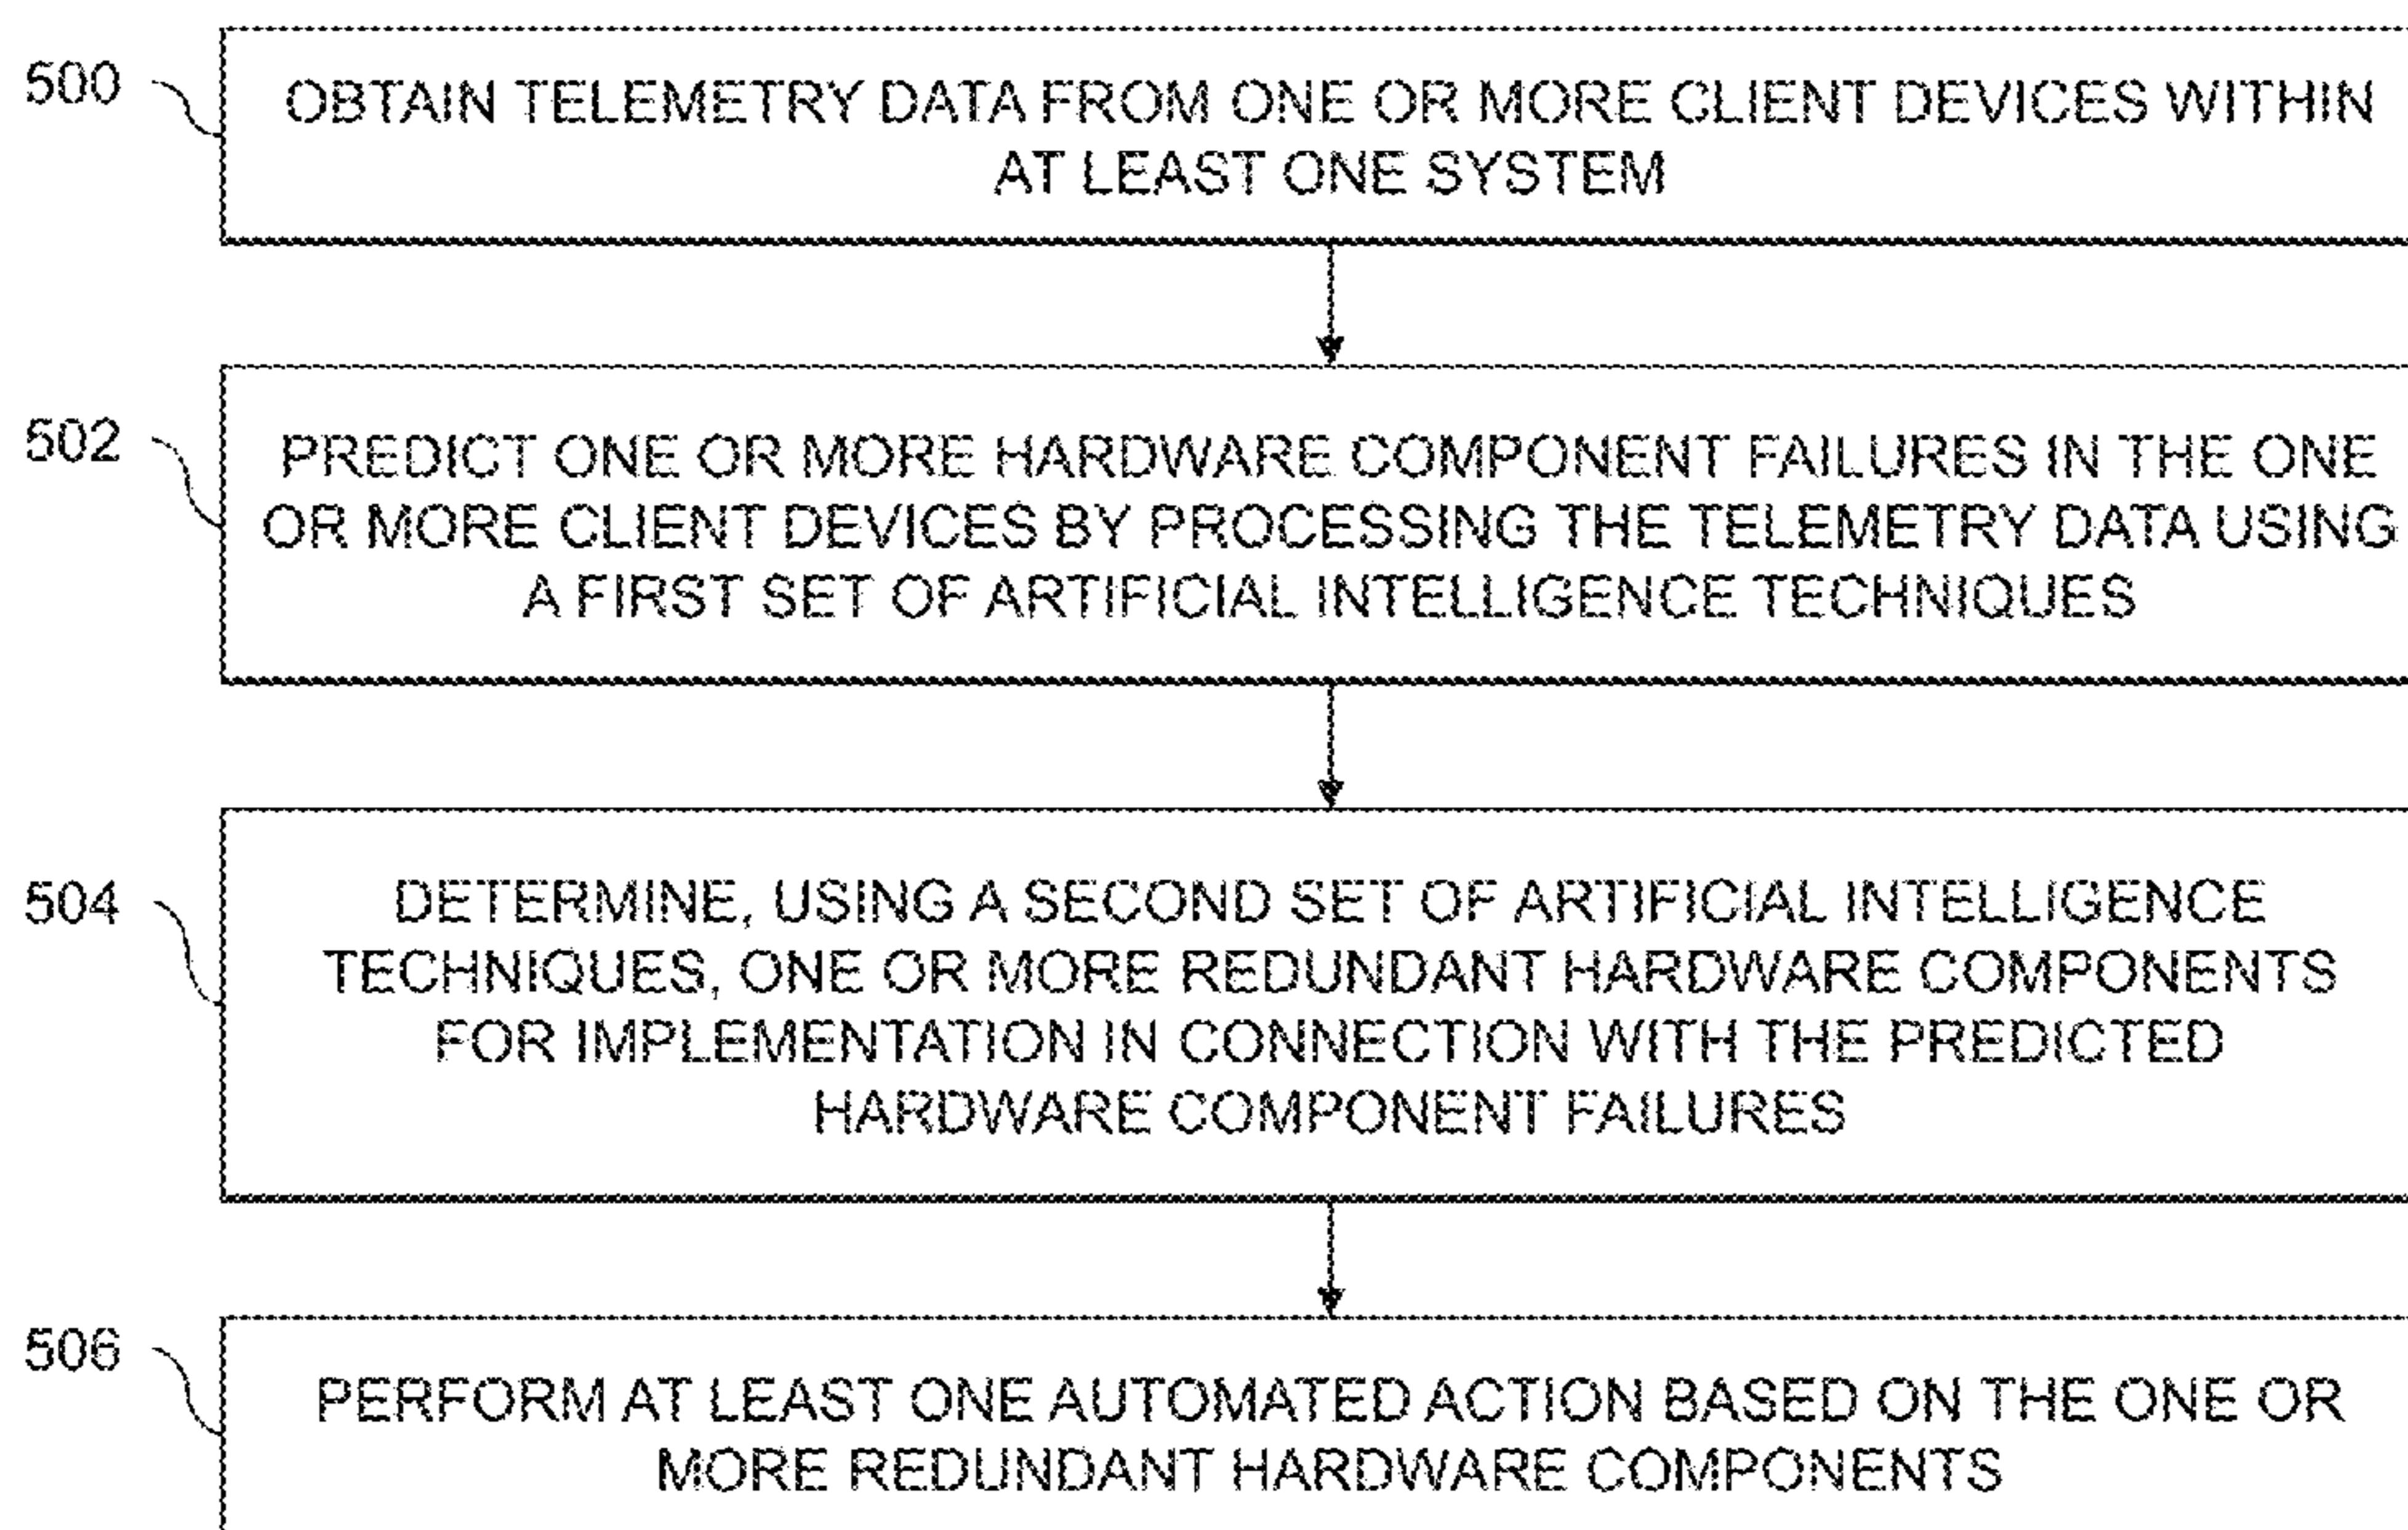 500
OBTAIN TELEMETRY DATA FROM ONE OR MORE CLIENT DEVICES WITHIN
AT LEAST ONE SYSTEM
502
PREDICT ONE OR MORE HARDWARE COMPONENT FAILURES IN THE ONE
OR MORE CLIENT DEVICES BY PROCESSING THE TELEMETRY DATA USING
A FIRST SET OF ARTIFICIAL INTELLIGENCE TECHNIQUES
504
DETERMINE, USING A SECOND SET OF ARTIFICIAL INTELLIGENCE
TECHNIQUES, ONE OR MORE REDUNDANT HARDWARE COMPONENTS
FOR IMPLEMENTATION IN CONNECTION WITH THE PREDICTED
HARDWARE COMPONENT FAILURES
506
PERFORM AT LEAST ONE AUTOMATED ACTION BASED ON THE ONE OR
MORE REDUNDANT HARDWARE COMPONENTS